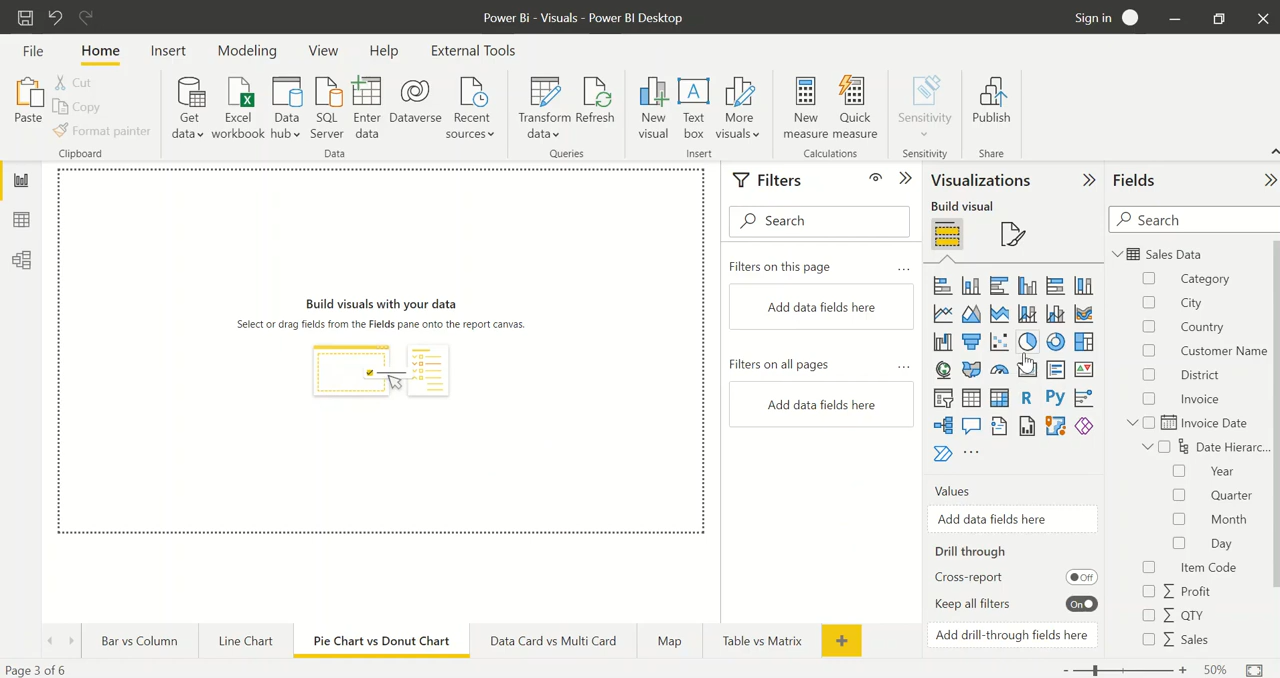 Power Bi - Visuals - Power BI Desktop
Sign in
File
Home
Insert
Modeling
View
Help
External Tools
Paste
Cut
Copy
Format painter
Clipboard
Get data
Excel workbook
Data hub
SQL Server
Enter data
Dataverse
Recent sources
Data
Transform data
Refresh
Queries
New visual
Text box
More visuals
Insert
New measure
Quick measure
Calculations
Sensitivity
Sensitivity
Publish
Share
Build visuals with your data
Select or drag fields from the Fields pane onto the report canvas.
Filters
Search
Filters on this page
...
Add data fields here
Filters on all pages
...
Add data fields here
Visualizations
Build visual
R
Py
...
Values
Add data fields here
Drill through
Cross-report
Off
Keep all filters
On
Add drill-through fields here
Fields
Search
Sales Data
Category
City
Country
Customer Name
District
Invoice
Invoice Date
Date Hierarc...
Year
Quarter
Month
Day
Item Code
Profit
QTY
Sales
Bar vs Column
Line Chart
Pie Chart vs Donut Chart
Data Card vs Multi Card
Map
Table vs Matrix
+
Page 3 of 6
- + 50%